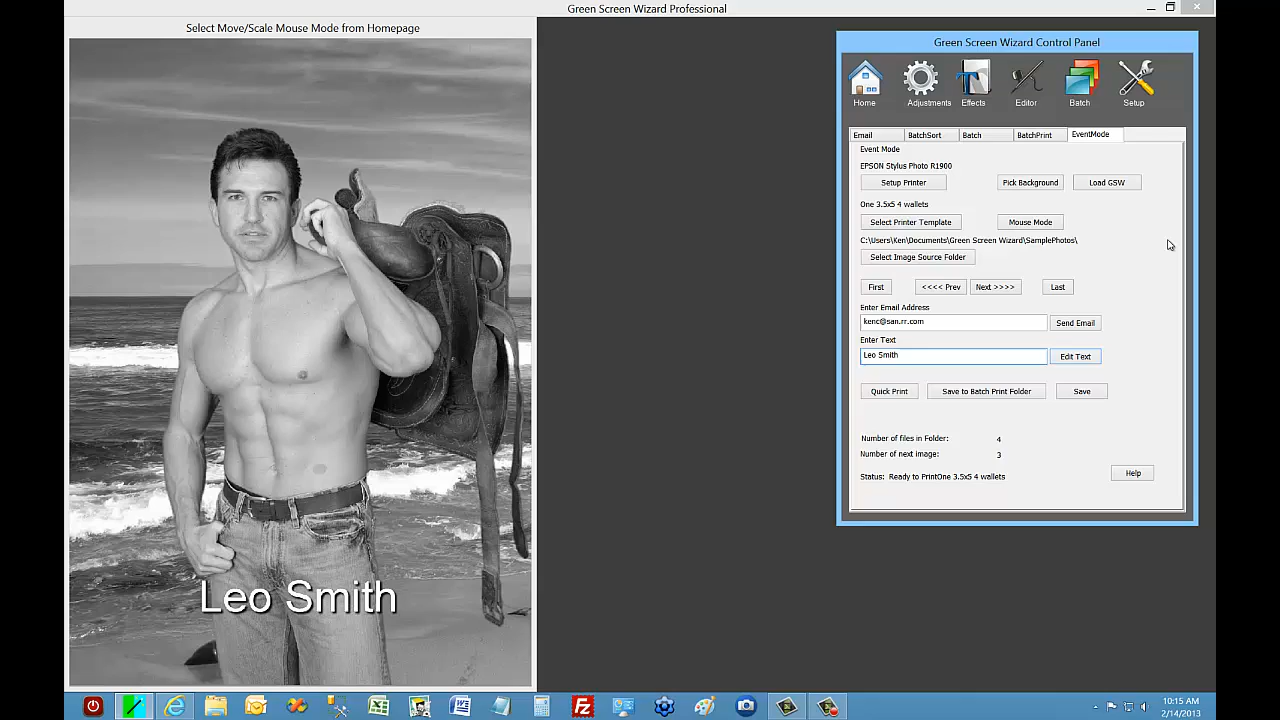 Green Screen Wizard Professional
Select Move/Scale Mouse Mode from Homepage
Leo Smith
Green Screen Wizard Control Panel
Home Adjustments Effects Editor Batch Setup
Email BatchSort Batch BatchPrint EventMode
Event Mode
EPSON Stylus Photo R1900
Setup Printer Pick Background Load GSW
One 3.5x5 4 wallets
Select Printer Template Mouse Mode
C:\Users\Ken\Documents\Green Screen Wizard\SamplePhotos\
Select Image Source Folder
First <<<< Prev Next >>>> Last
Enter Email Address
kenc@san.rr.com Send Email
Enter Text
Leo Smith Edit Text
Quick Print Save to Batch Print Folder Save
Number of files in Folder: 4
Number of next image: 3
Help
Status: Ready to PrintOne 3.5x5 4 wallets
10:15 AM
2/14/2013